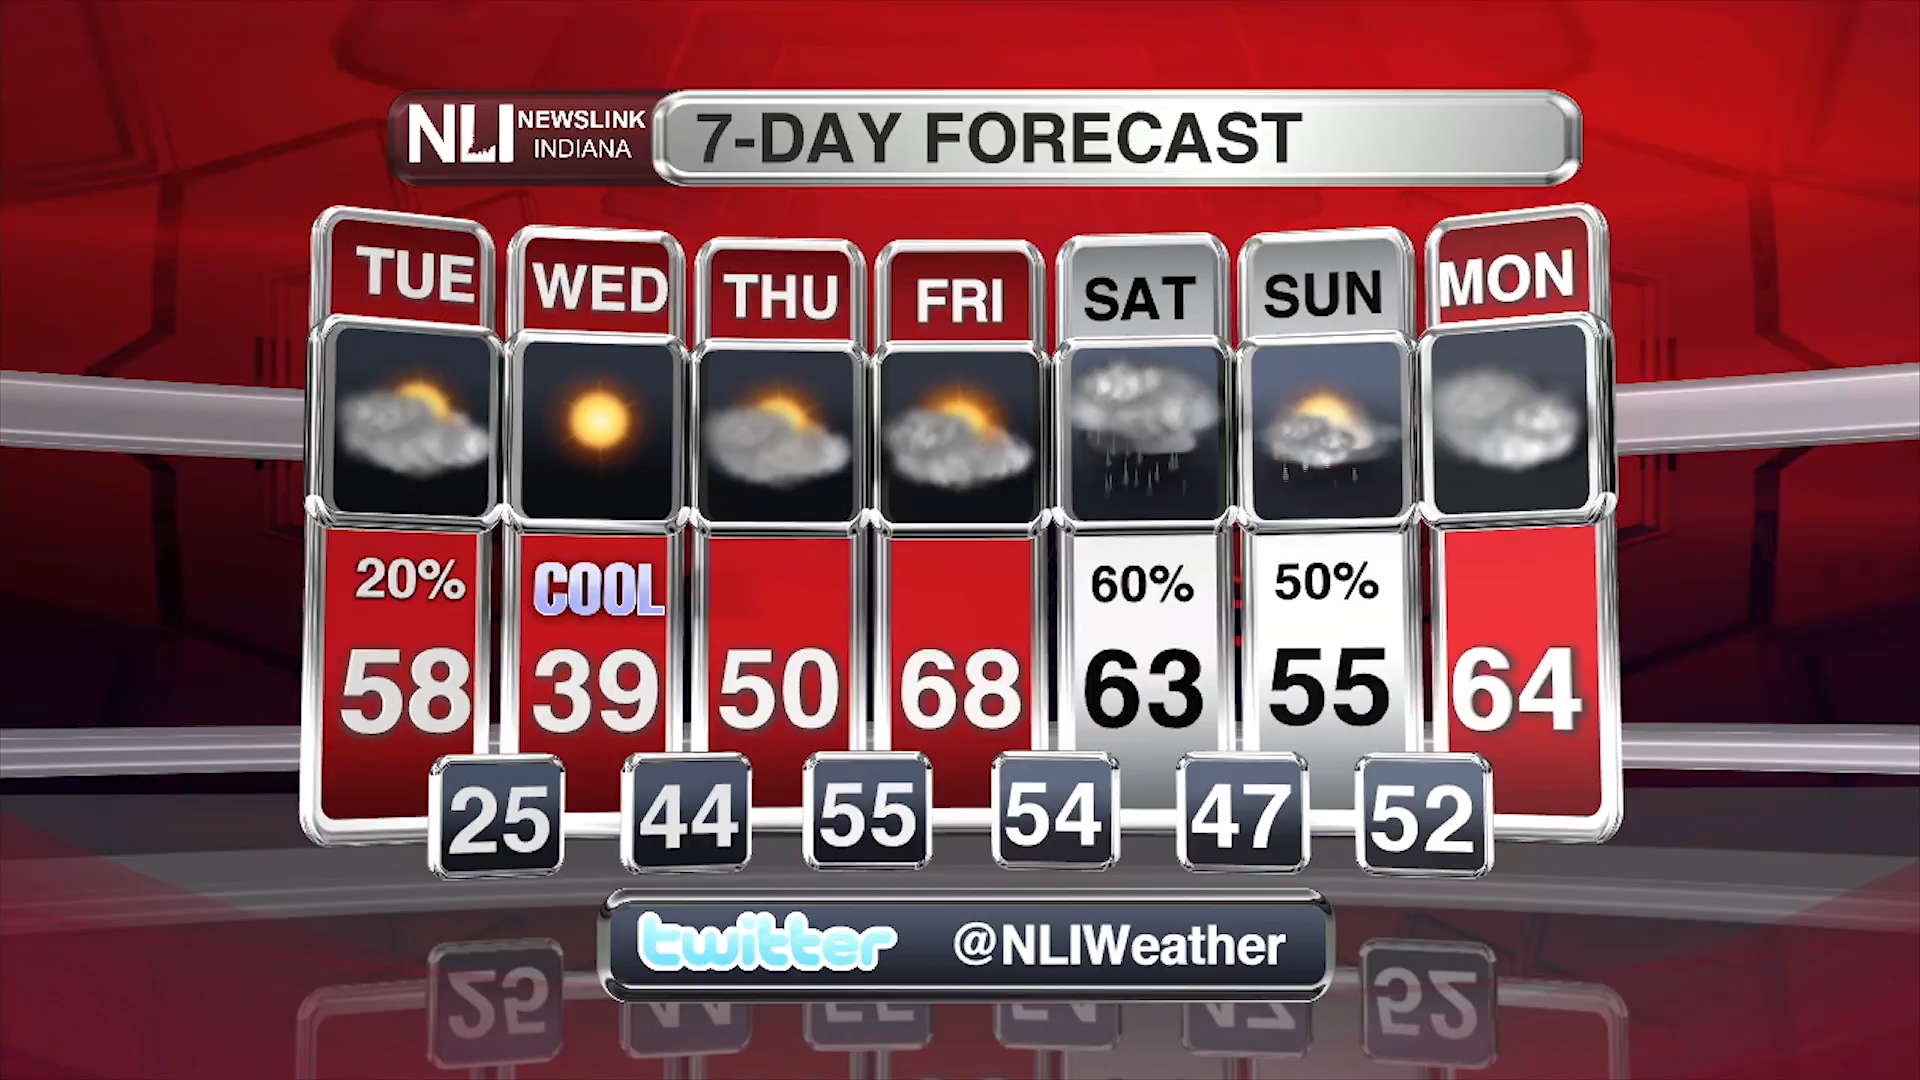 NLI NEWSLINK INDIANA
7-DAY FORECAST
TUE WED THU FRI SAT SUN MON
20% COOL 60% 50%
58 39 50 68 63 55 64
25 44 55 54 47 52
twitter @NLIWeather